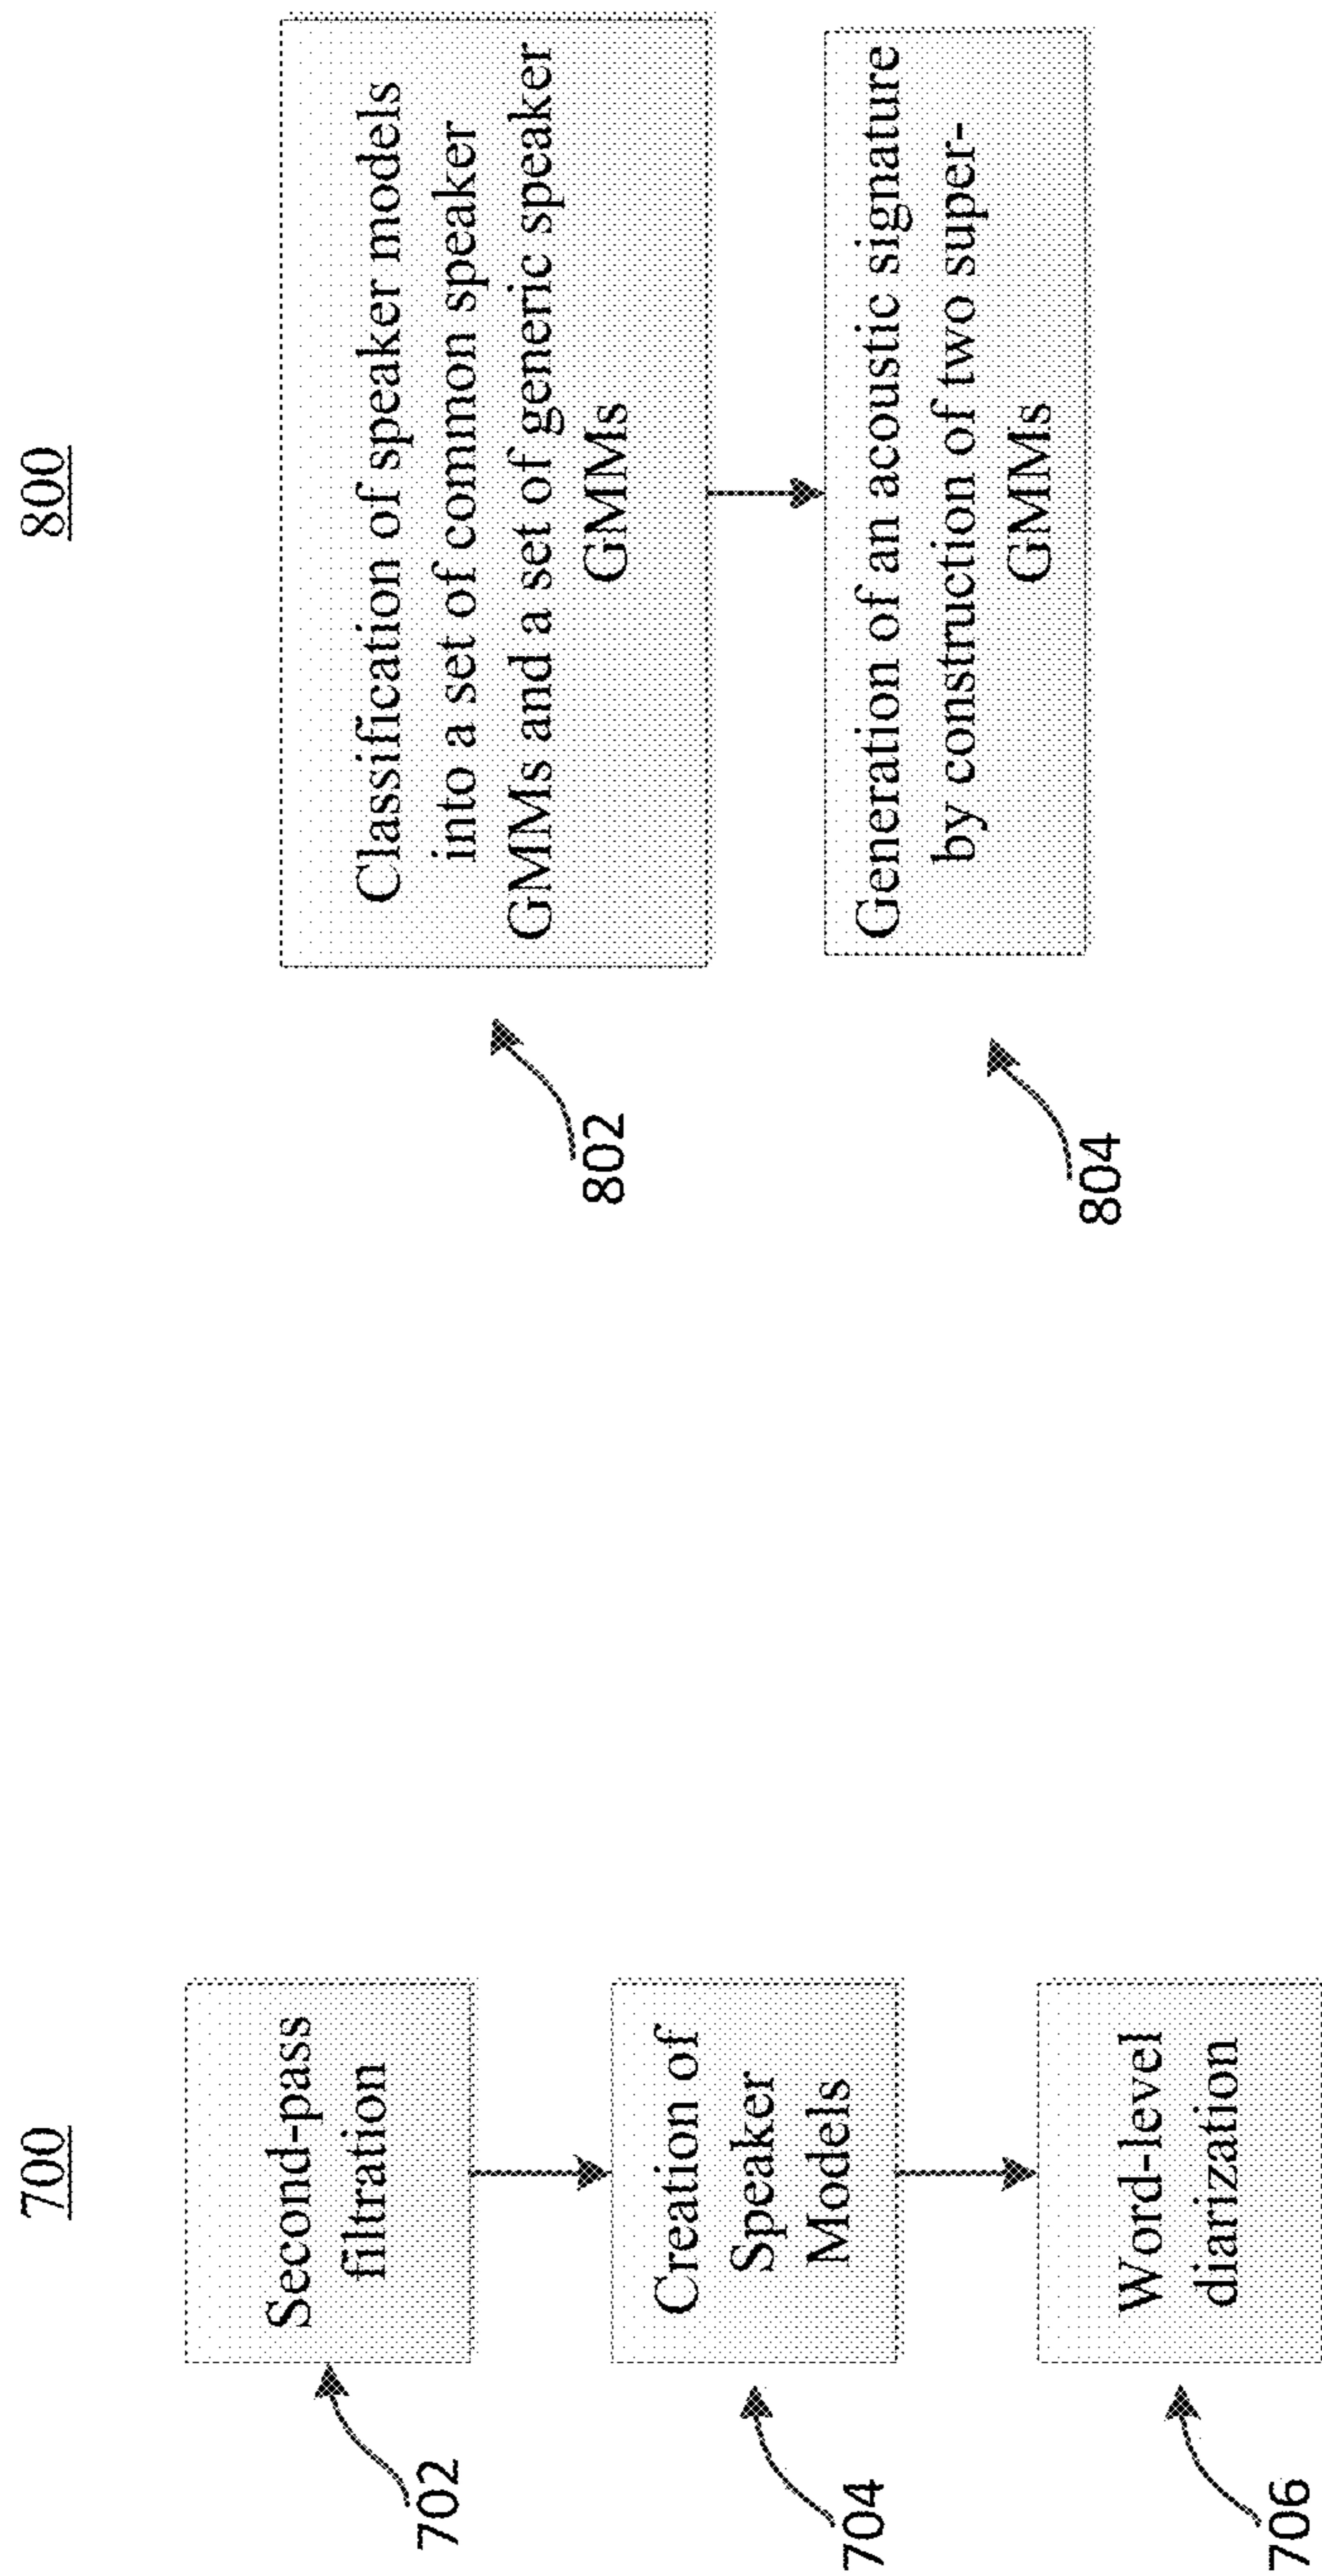 700
Second-pass
filtration
702
Creation of
Speaker
Models
704
Word-level
diarization
706
800
Classification of speaker models
into a set of common speaker
GMMs and a set of generic speaker
GMMs
802
Generation of an acoustic signature
by construction of two super-
GMMs
804